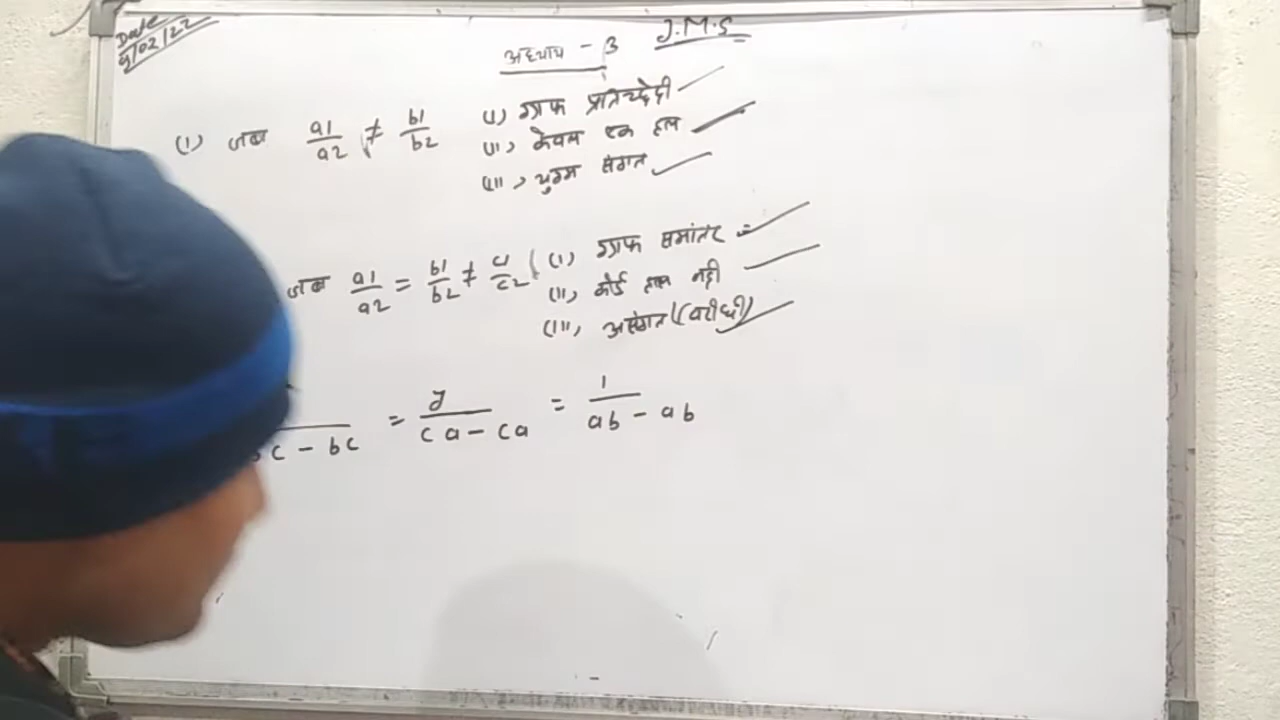 Date
9/02/22
अध्याय - 3 J.M.S
(1) जब a1/a2 ≠ b1/b2 (I) ग्राफ प्रतिच्छेदी
(II) केवल एक हल
(III) युग्म संगत
जब a1/a2 = b1/b2 ≠ c1/c2 (I) ग्राफ समांतर
(II) कोई हल नही
(III) असंगत (विरोधी)
bc - bc = y/ca - ca = 1/ab - ab